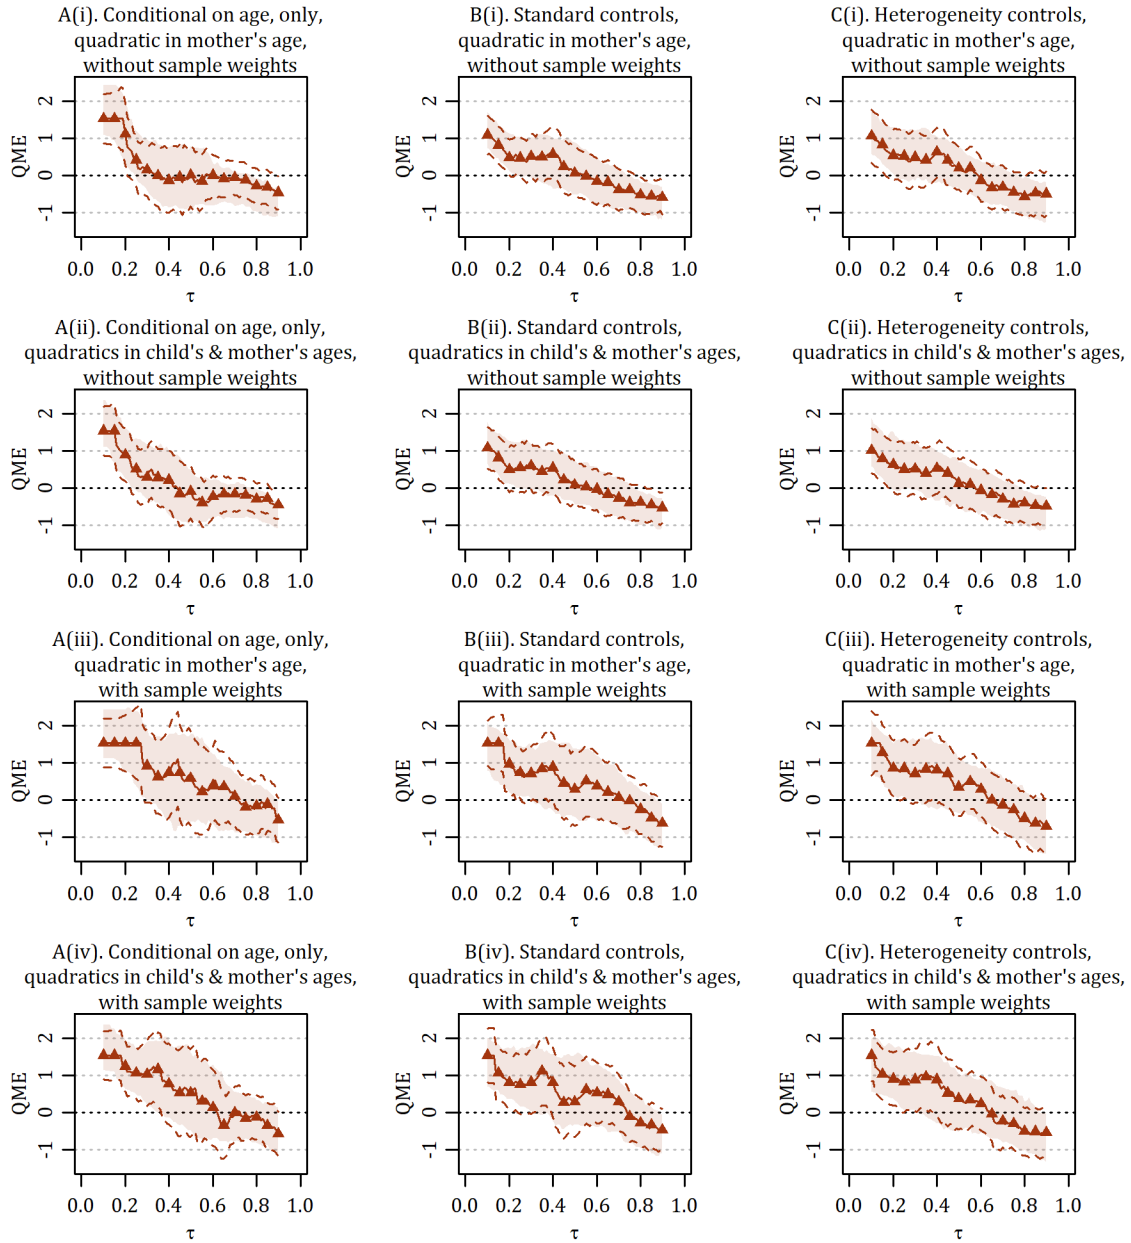 A(i). Conditional on age, only,
quadratic in mother's age,
without sample weights
QME
2
1
0
-1
0.0 0.2 0.4 0.6 0.8 1.0
τ
B(i). Standard controls,
quadratic in mother's age,
without sample weights
QME
2
1
0
-1
0.0 0.2 0.4 0.6 0.8 1.0
τ
C(i). Heterogeneity controls,
quadratic in mother's age,
without sample weights
QME
2
1
0
-1
0.0 0.2 0.4 0.6 0.8 1.0
τ
A(ii). Conditional on age, only,
quadratics in child's & mother's ages,
without sample weights
QME
2
1
0
-1
0.0 0.2 0.4 0.6 0.8 1.0
τ
B(ii). Standard controls,
quadratics in child's & mother's ages,
without sample weights
QME
2
1
0
-1
0.0 0.2 0.4 0.6 0.8 1.0
τ
C(ii). Heterogeneity controls,
quadratics in child's & mother's ages,
without sample weights
QME
2
1
0
-1
0.0 0.2 0.4 0.6 0.8 1.0
τ
A(iii). Conditional on age, only,
quadratic in mother's age,
with sample weights
QME
2
1
0
-1
0.0 0.2 0.4 0.6 0.8 1.0
τ
B(iii). Standard controls,
quadratic in mother's age,
with sample weights
QME
2
1
0
-1
0.0 0.2 0.4 0.6 0.8 1.0
τ
C(iii). Heterogeneity controls,
quadratic in mother's age,
with sample weights
QME
2
1
0
-1
0.0 0.2 0.4 0.6 0.8 1.0
τ
A(iv). Conditional on age, only,
quadratics in child's & mother's ages,
with sample weights
QME
2
1
0
-1
0.0 0.2 0.4 0.6 0.8 1.0
τ
B(iv). Standard controls,
quadratics in child's & mother's ages,
with sample weights
QME
2
1
0
-1
0.0 0.2 0.4 0.6 0.8 1.0
τ
C(iv). Heterogeneity controls,
quadratics in child's & mother's ages,
with sample weights
QME
2
1
0
-1
0.0 0.2 0.4 0.6 0.8 1.0
τ